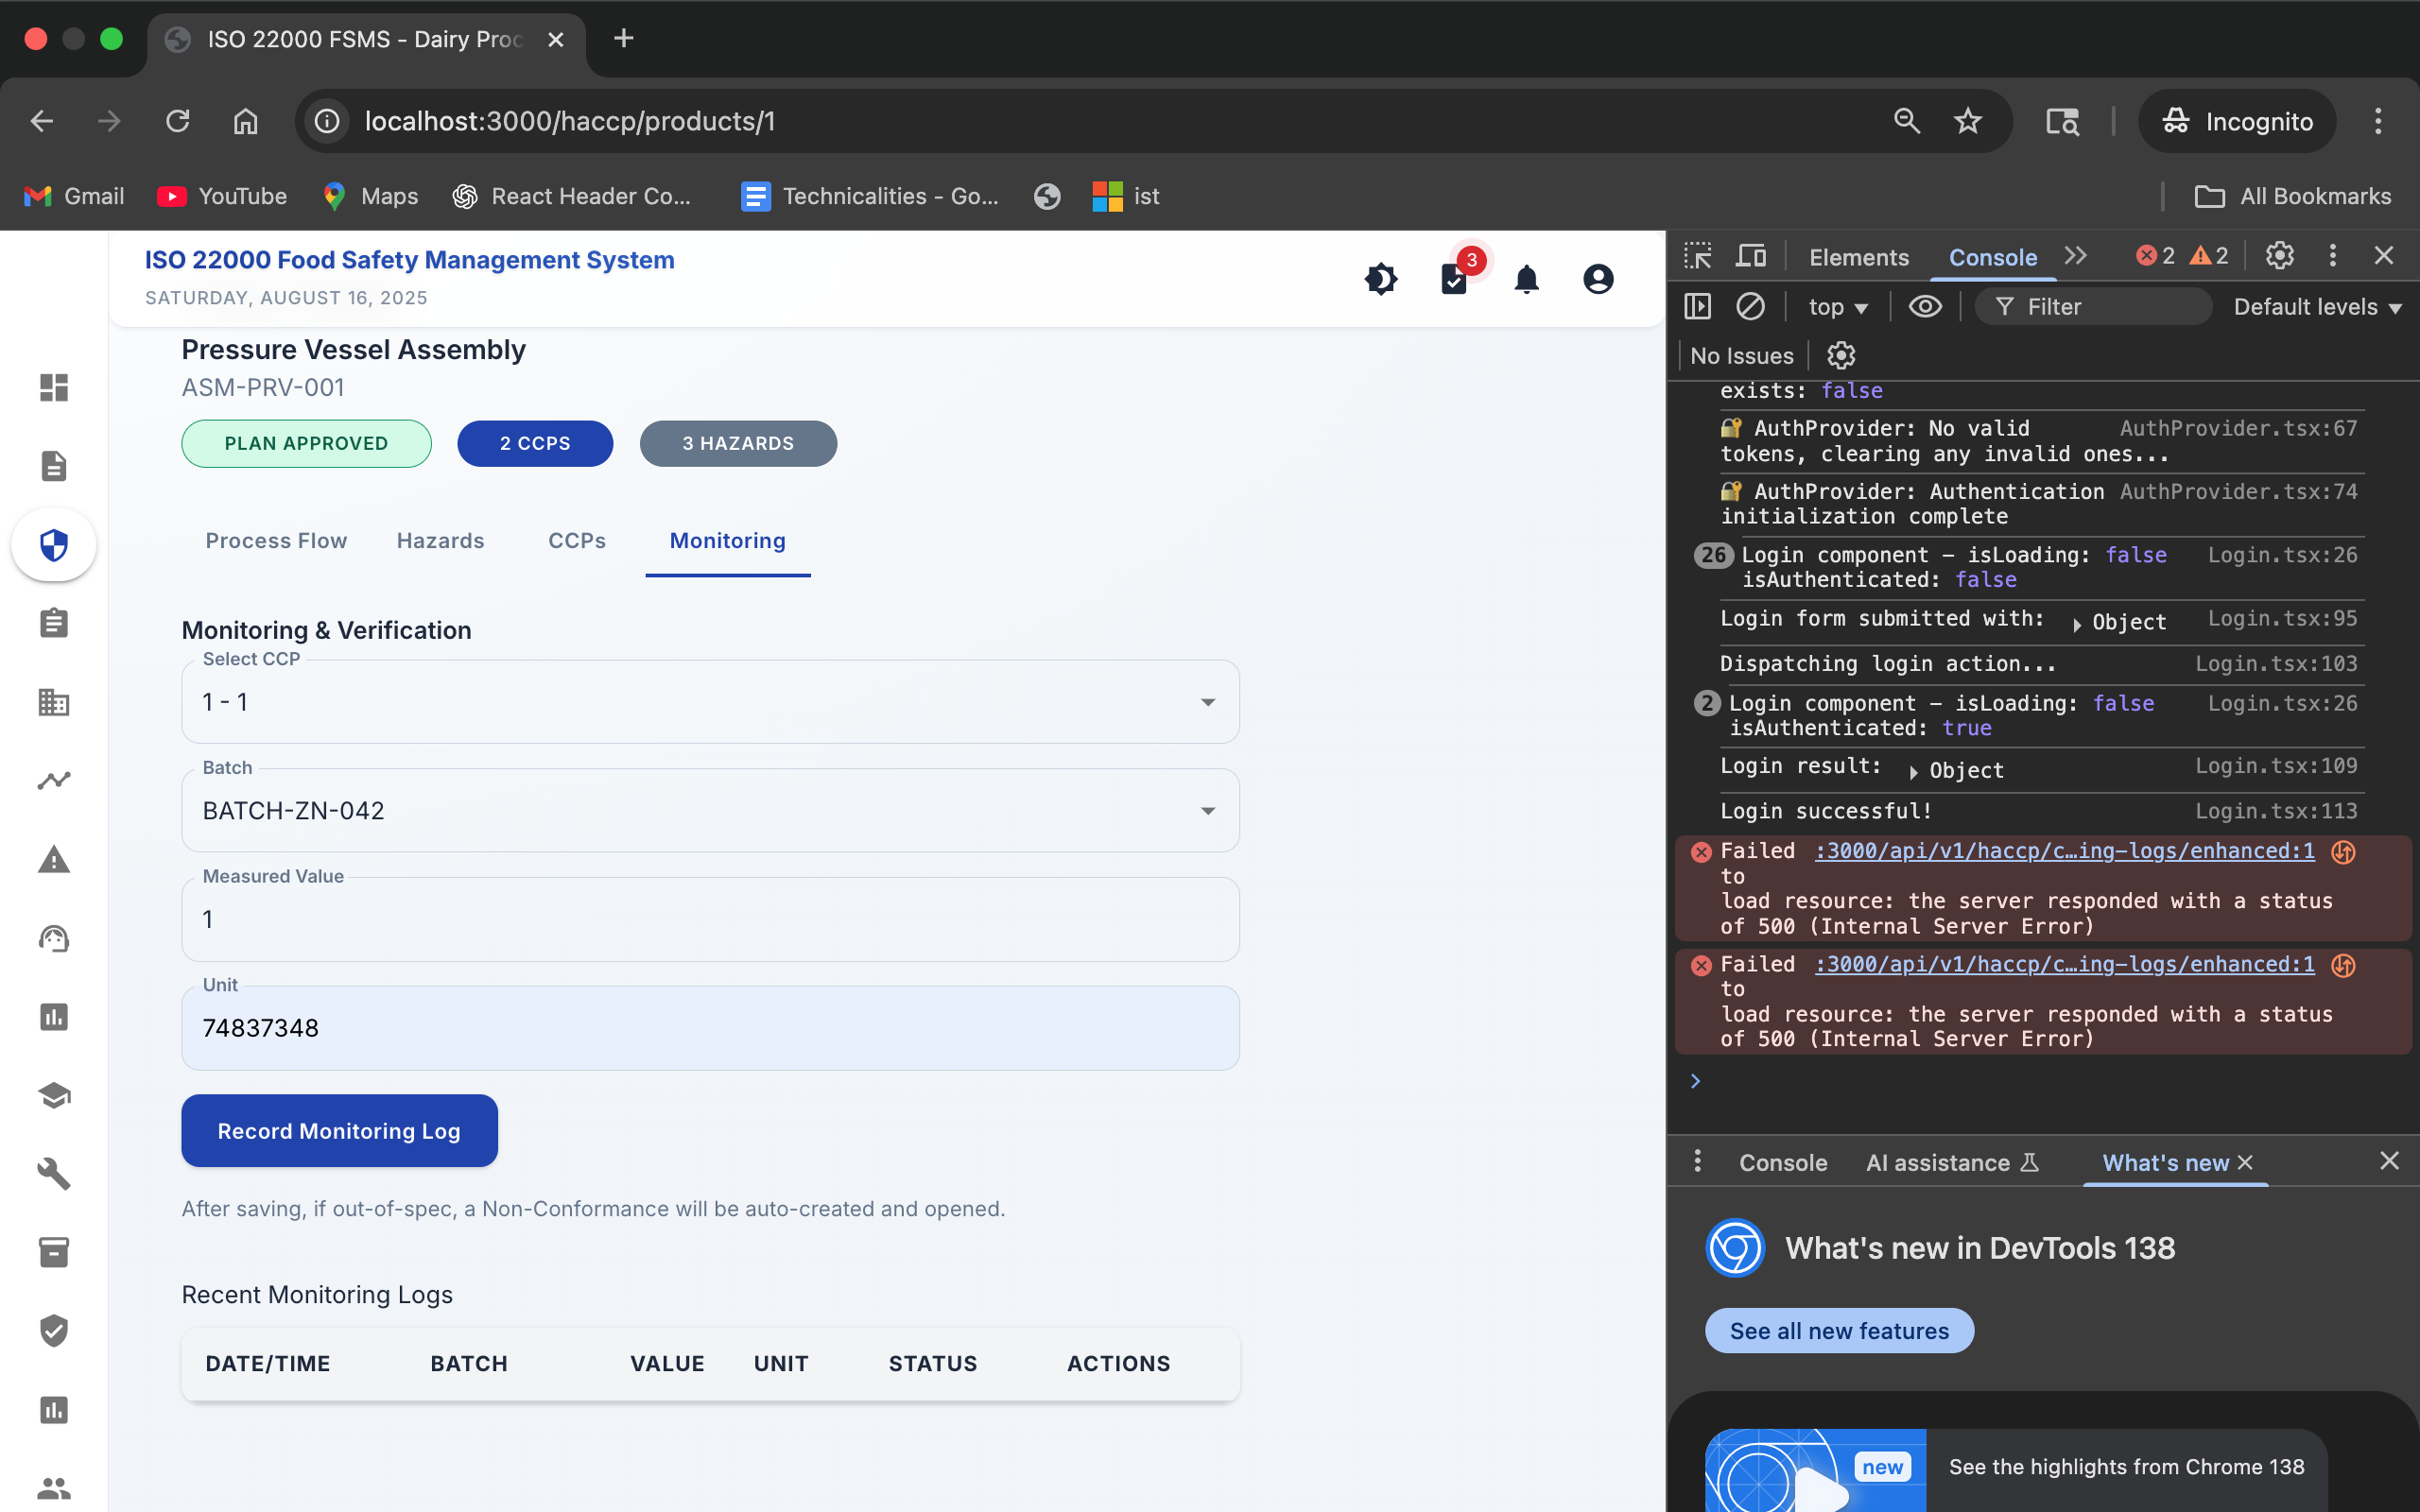 ISO 22000 FSMS - Dairy Proc
localhost:3000/haccp/products/1
Incognito
Gmail
YouTube
Maps
React Header Co...
Technicalities - Go...
ist
All Bookmarks
ISO 22000 Food Safety Management System
SATURDAY, AUGUST 16, 2025
3
Pressure Vessel Assembly
ASM-PRV-001
PLAN APPROVED
2 CCPS
3 HAZARDS
Process Flow
Hazards
CCPs
Monitoring
Monitoring & Verification
Select CCP
1 - 1
Batch
BATCH-ZN-042
Measured Value
1
Unit
74837348
Record Monitoring Log
After saving, if out-of-spec, a Non-Conformance will be auto-created and opened.
Recent Monitoring Logs
DATE/TIME BATCH VALUE UNIT STATUS ACTIONS
Elements
Console
2
2
top
Filter
Default levels
No Issues
exists: false
🔐 AuthProvider: No valid AuthProvider.tsx:67
tokens, clearing any invalid ones...
🔐 AuthProvider: Authentication AuthProvider.tsx:74
initialization complete
26 Login component – isLoading: false Login.tsx:26
isAuthenticated: false
Login form submitted with: Object Login.tsx:95
Dispatching login action... Login.tsx:103
2 Login component – isLoading: false Login.tsx:26
isAuthenticated: true
Login result: Object Login.tsx:109
Login successful! Login.tsx:113
Failed :3000/api/v1/haccp/c…ing-logs/enhanced:1
to
load resource: the server responded with a status
of 500 (Internal Server Error)
Failed :3000/api/v1/haccp/c…ing-logs/enhanced:1
to
load resource: the server responded with a status
of 500 (Internal Server Error)
Console
AI assistance
What's new
What's new in DevTools 138
See all new features
new
See the highlights from Chrome 138